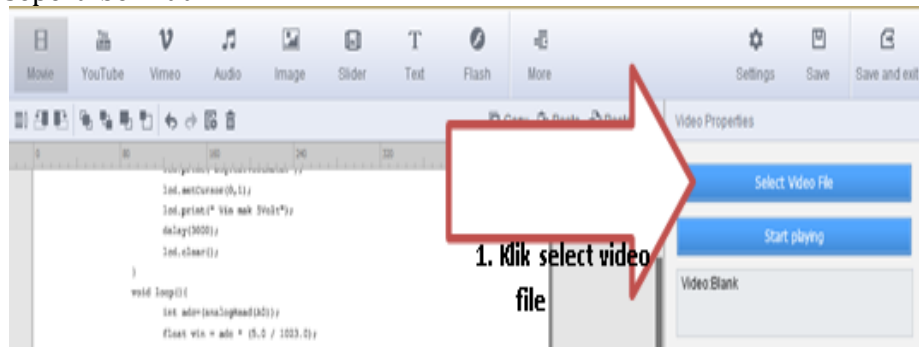 Movie YouTube Vimeo Audio Image Slider Text Flash More Settings Save Save and exit
Video Properties
lcd.setCursor(0,1);
lcd.print(" Vin mak 5Volt");
delay(3000);
lcd.clear();
}
void loop(){
int adc=(analogRead(A0));
float vin = adc * (5.0 / 1023.0);
Select Video File
Start playing
Video:Blank
1. Klik select video
file